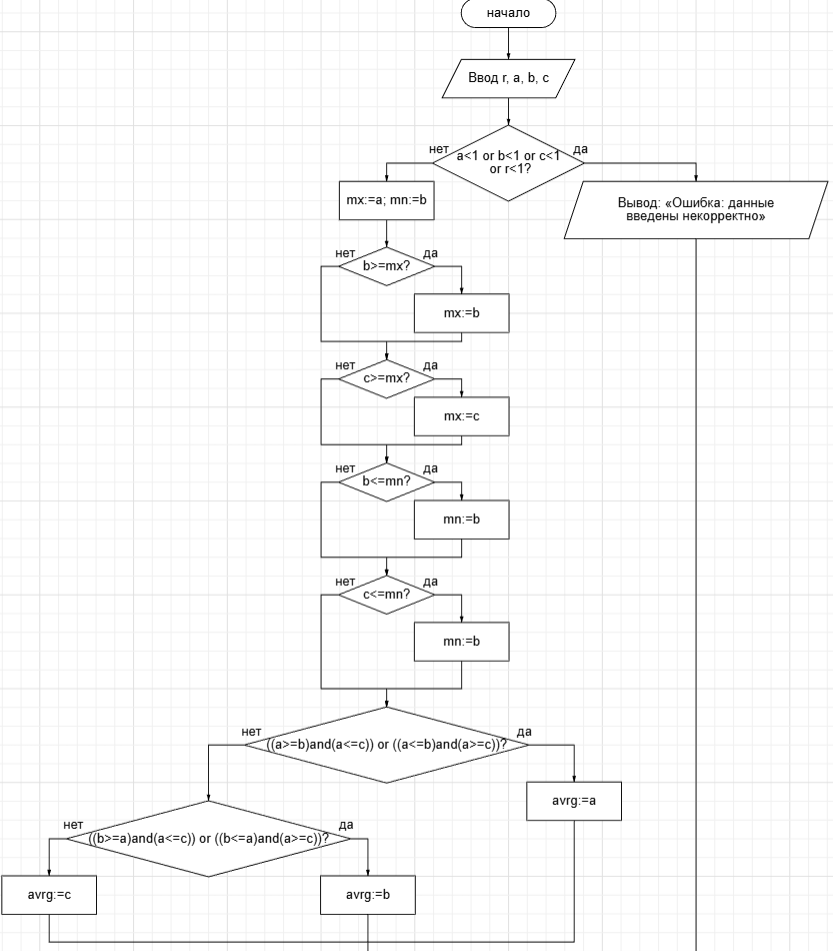 начало
Ввод r, a, b, c
нет
a<1 or b<1 or c<1
or r<1?
да
mx:=a; mn:=b
Вывод: «Ошибка: данные
введены некорректно»
нет
b>=mx?
да
mx:=b
нет
c>=mx?
да
mx:=c
нет
b<=mn?
да
mn:=b
нет
c<=mn?
да
mn:=b
нет
((a>=b)and(a<=c)) or ((a<=b)and(a>=c))?
да
avrg:=a
нет
((b>=a)and(a<=c)) or ((b<=a)and(a>=c))?
да
avrg:=c
avrg:=b